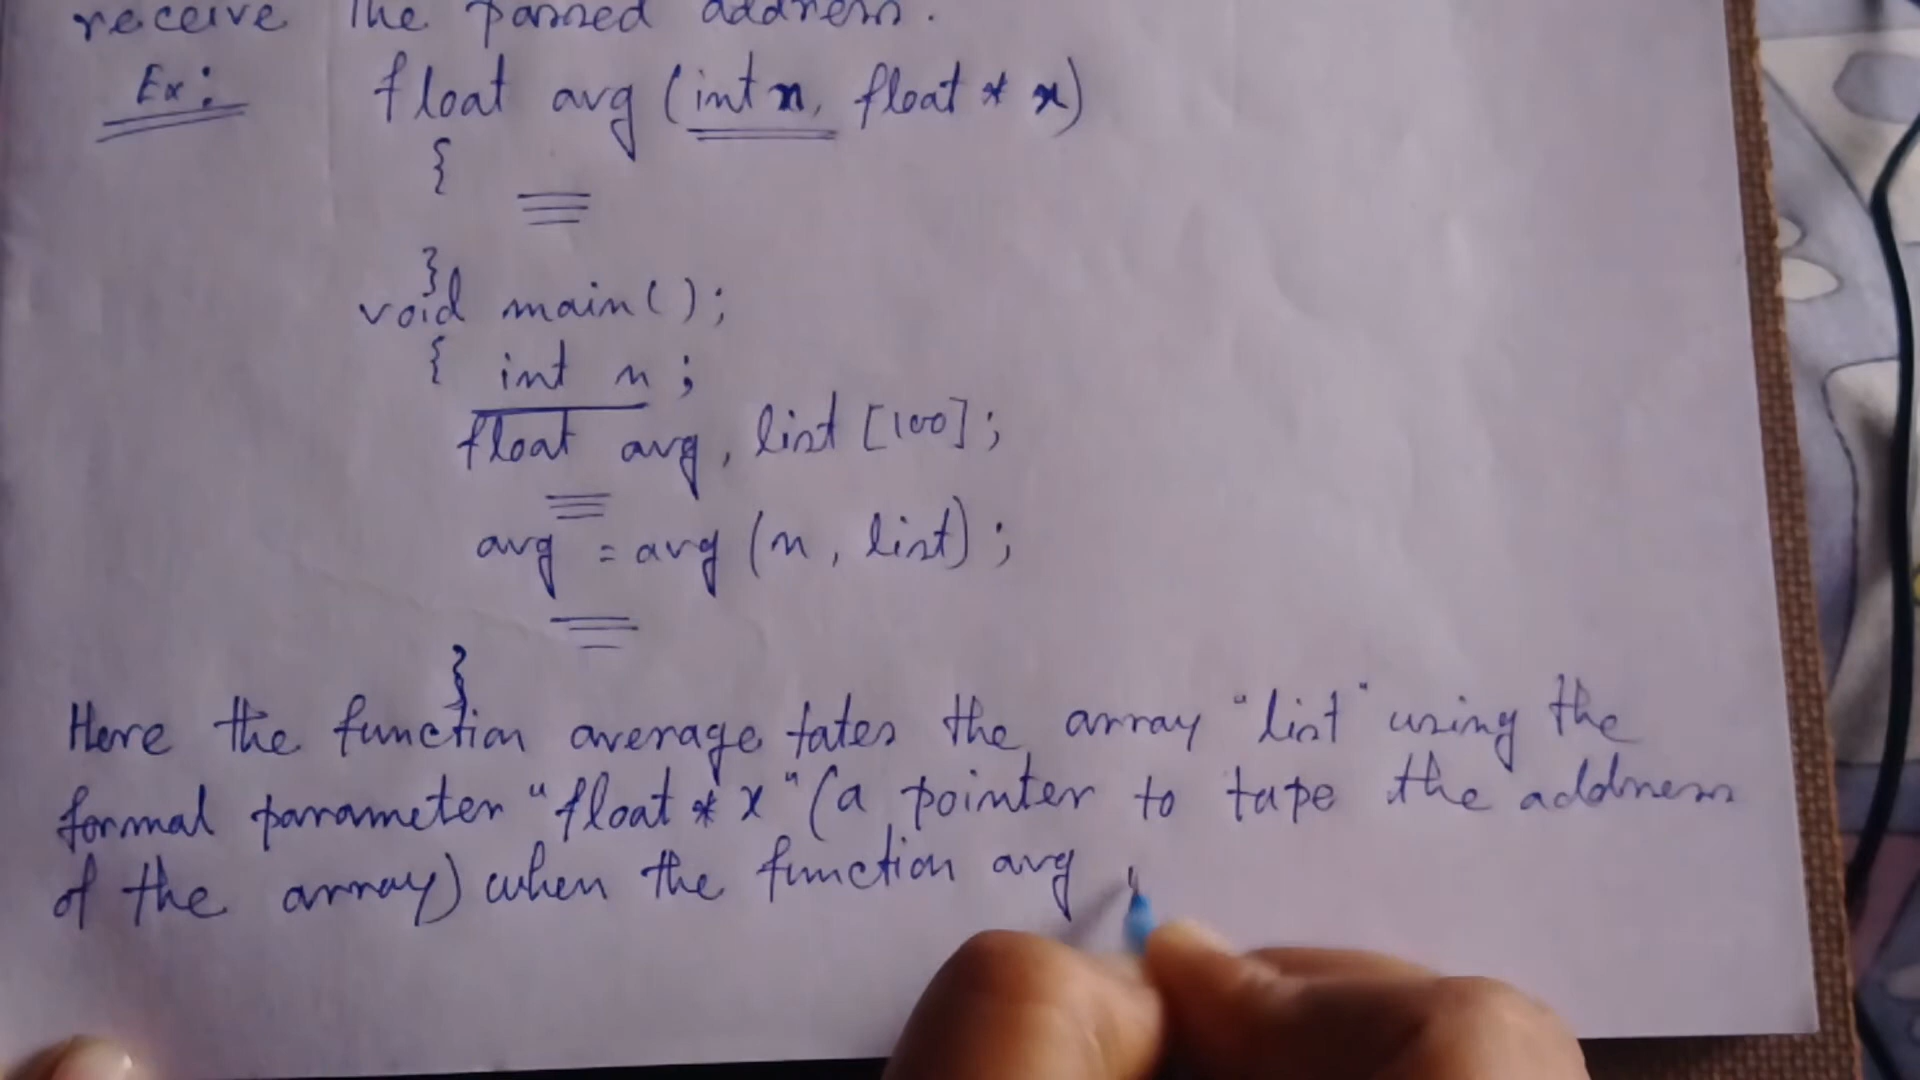 receive the passed address.
Ex: float avg (int n, float * x)
{
}
void main();
{ int n;
float avg, list [100];
avg = avg (n, list);
}
Here the function average tates the array "list" using the
formal parameter "float * x" (a pointer to tape the address
of the array) when the function avg